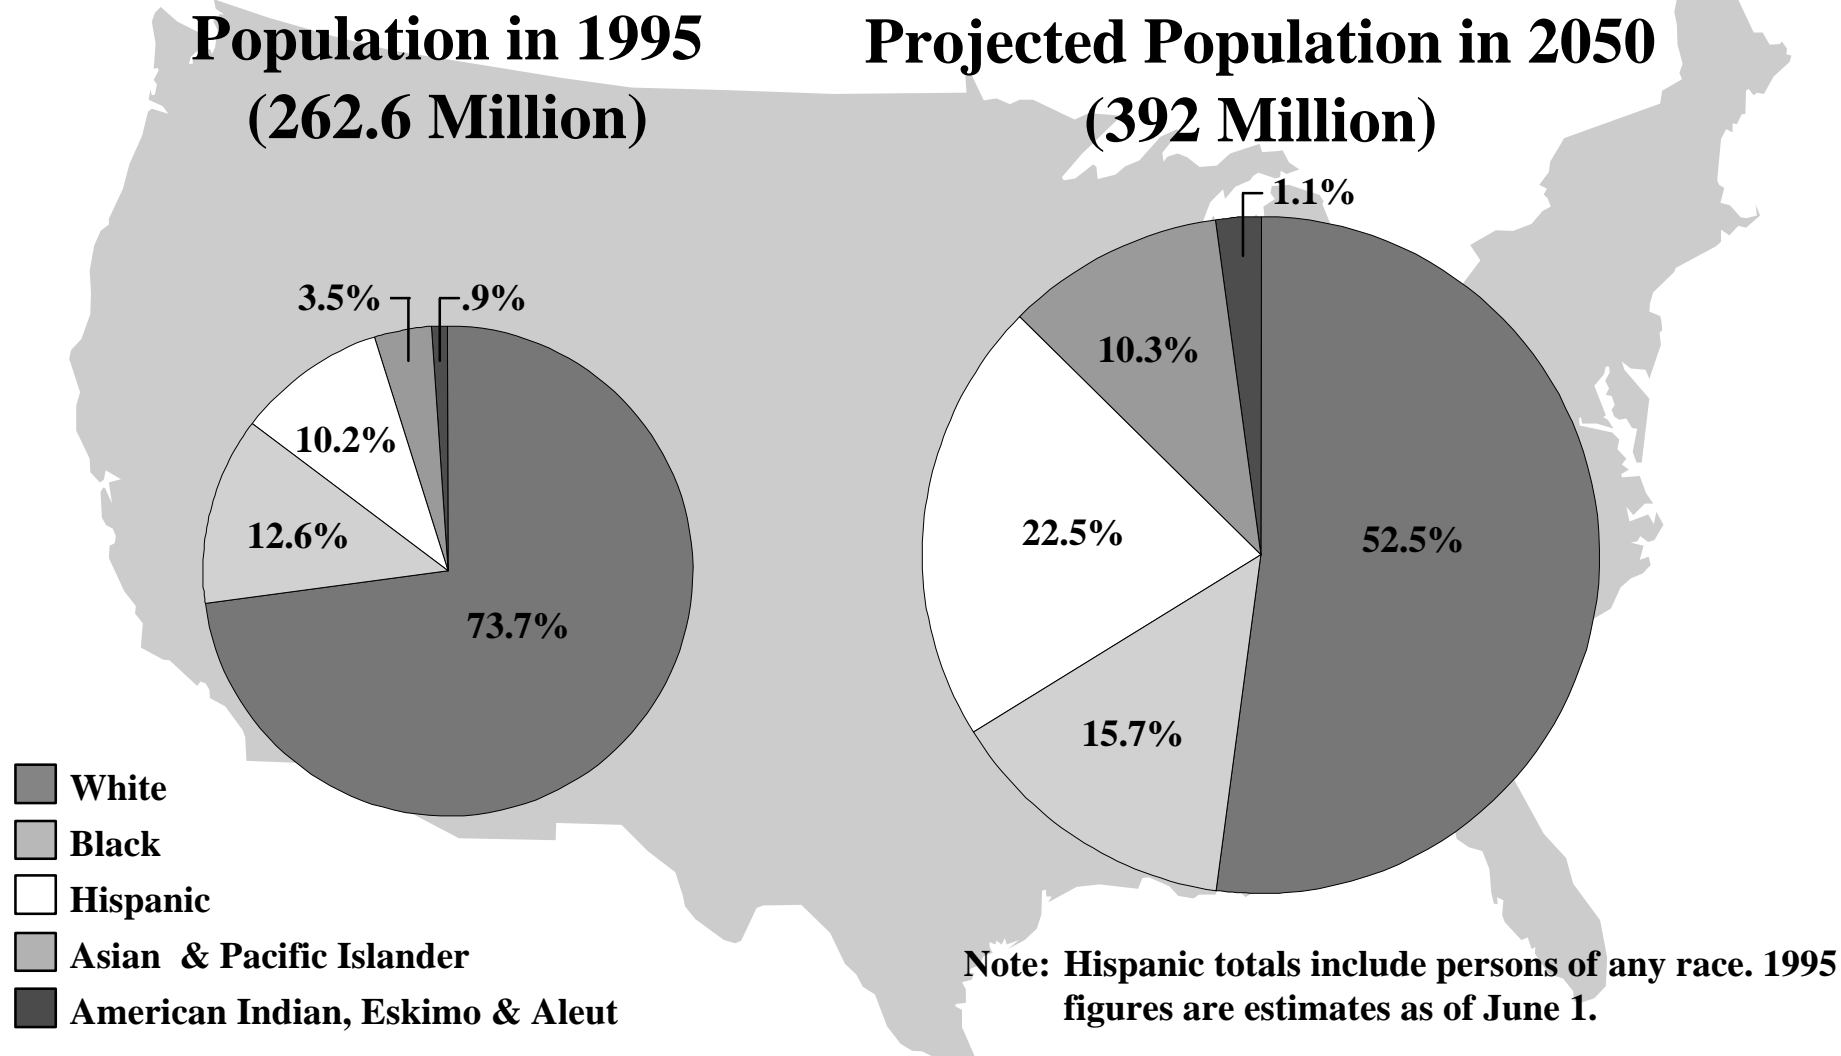 Population in 1995
(262.6 Million)
3.5%
.9%
10.2%
12.6%
73.7%
Projected Population in 2050
(392 Million)
1.1%
10.3%
22.5%
52.5%
15.7%
White
Black
Hispanic
Asian & Pacific Islander
American Indian, Eskimo & Aleut
Note: Hispanic totals include persons of any race. 1995
figures are estimates as of June 1.